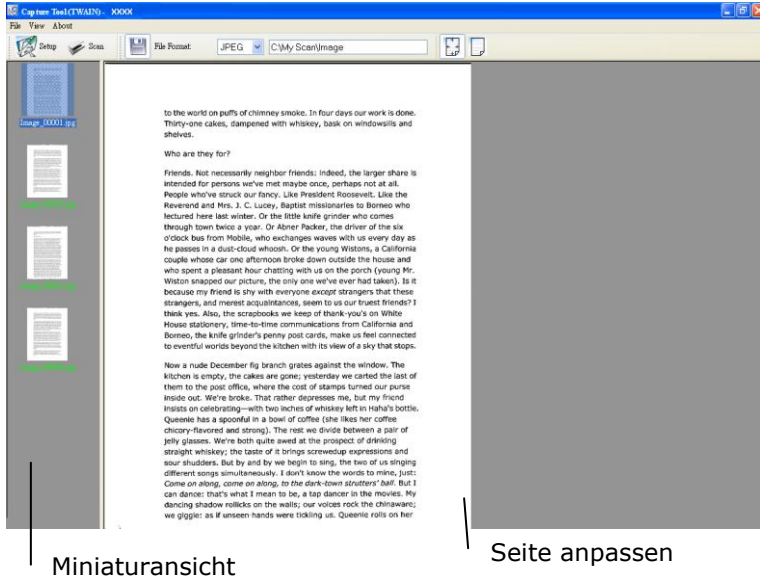 Capture Tool(TWAIN)- XXXX
File View About
Setup Scan File Format: JPEG C:\My Scan\Image
Image_00001.jpg
to the world on puffs of chimney smoke. In four days our work is done.
Thirty-one cakes, dampened with whiskey, bask on windowsills and
shelves.
Who are they for?
Friends. Not necessarily neighbor friends: indeed, the larger share is
intended for persons we've met maybe once, perhaps not at all.
People who've struck our fancy. Like President Roosevelt. Like the
Reverend and Mrs. J. C. Lucey, Baptist missionaries to Borneo who
lectured here last winter. Or the little knife grinder who comes
through town twice a year. Or Abner Packer, the driver of the six
o'clock bus from Mobile, who exchanges waves with us every day as
he passes in a dust-cloud whoosh. Or the young Wistons, a California
couple whose car one afternoon broke down outside the house and
who spent a pleasant hour chatting with us on the porch (young Mr.
Wiston snapped our picture, the only one we've ever had taken). Is it
because my friend is shy with everyone except strangers that these
strangers, and merest acquaintances, seem to us our truest friends? I
think yes. Also, the scrapbooks we keep of thank-you's on White
House stationery, time-to-time communications from California and
Borneo, the knife grinder's penny post cards, make us feel connected
to eventful worlds beyond the kitchen with its view of a sky that stops.
Now a nude December fig branch grates against the window. The
kitchen is empty, the cakes are gone; yesterday we carted the last of
them to the post office, where the cost of stamps turned our purse
inside out. We're broke. That rather depresses me, but my friend
insists on celebrating—with two inches of whiskey left in Haha's bottle.
Queenie has a spoonful in a bowl of coffee (she likes her coffee
chicory-flavored and strong). The rest we divide between a pair of
jelly glasses. We're both quite awed at the prospect of drinking
straight whiskey; the taste of it brings screwedup expressions and
sour shudders. But by and by we begin to sing, the two of us singing
different songs simultaneously. I don't know the words to mine, just:
Come on along, come on along, to the dark-town strutters' ball. But I
can dance: that's what I mean to be, a tap dancer in the movies. My
dancing shadow rollicks on the walls; our voices rock the chinaware;
we giggle: as if unseen hands were tickling us. Queenie rolls on her
Miniaturansicht
Seite anpassen